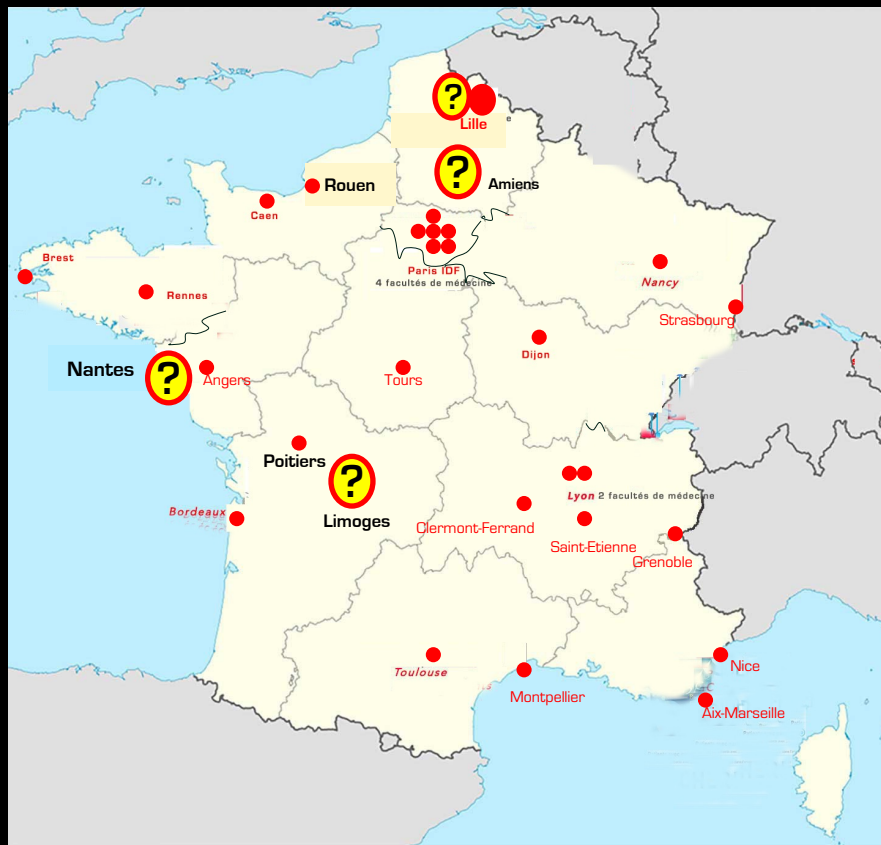 ?
Lille
?
Amiens
Rouen
Caen
Brest
Rennes
Paris IDF
4 facultés de médecine
Nancy
Strasbourg
Dijon
Nantes
?
Angers
Tours
Poitiers
?
Limoges
Bordeaux
Lyon 2 facultés de médecine
Clermont-Ferrand
Saint-Etienne
Grenoble
Toulouse
Montpellier
Nice
Aix-Marseille